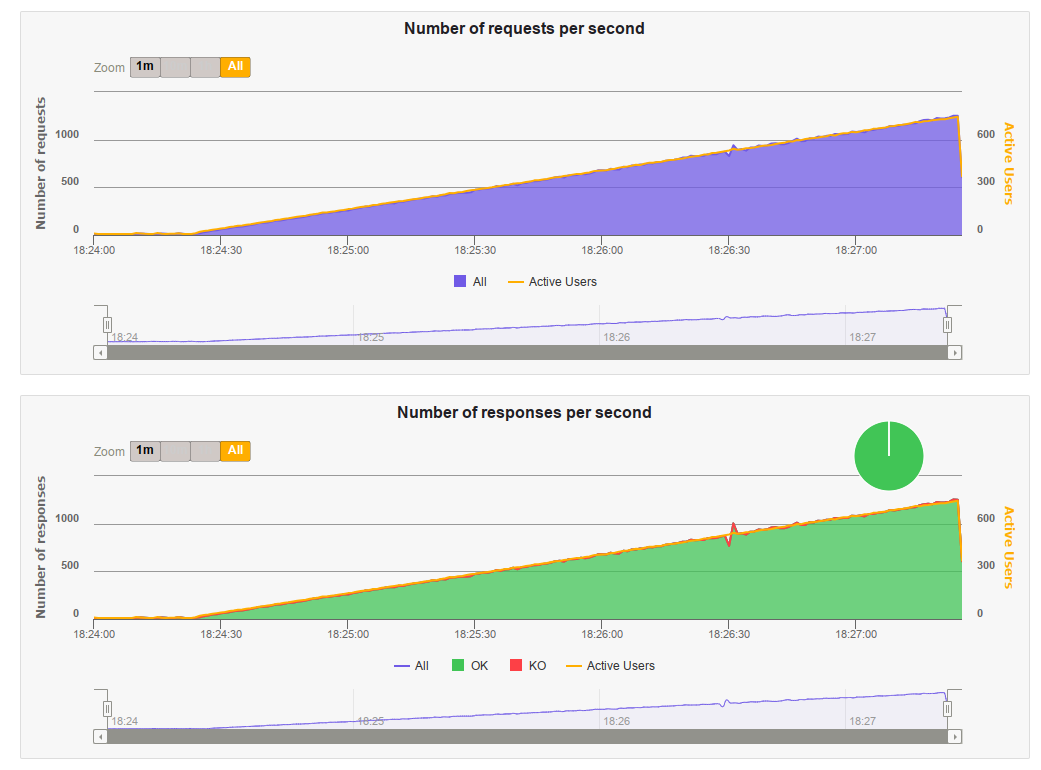 Number of requests per second
Zoom 1m All
Number of requests
1000
500
0
Active Users
600
300
0
18:24:00 18:24:30 18:25:00 18:25:30 18:26:00 18:26:30 18:27:00
All Active Users
18:24 18:25 18:26 18:27
Number of responses per second
Zoom 1m All
Number of responses
1000
500
0
Active Users
600
300
0
18:24:00 18:24:30 18:25:00 18:25:30 18:26:00 18:26:30 18:27:00
All OK KO Active Users
18:24 18:25 18:26 18:27